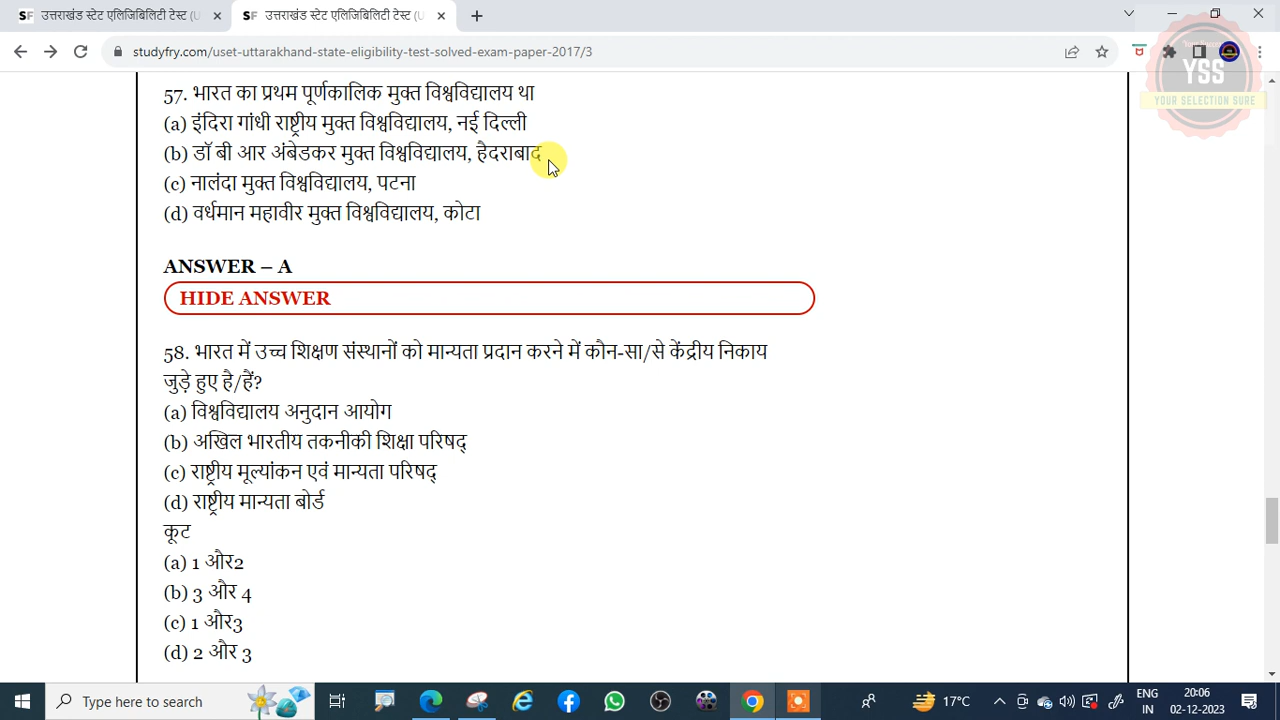 उत्तराखंड स्टेट एलिजिबिलिटी टेस्ट (U
उत्तराखंड स्टेट एलिजिबिलिटी टेस्ट (U
studyfry.com/uset-uttarakhand-state-eligibility-test-solved-exam-paper-2017/3
YSS
YOUR SELECTION SURE
57. भारत का प्रथम पूर्णकालिक मुक्त विश्वविद्यालय था
(a) इंदिरा गांधी राष्ट्रीय मुक्त विश्वविद्यालय, नई दिल्ली
(b) डॉ बी आर अंबेडकर मुक्त विश्वविद्यालय, हैदराबाद
(c) नालंदा मुक्त विश्वविद्यालय, पटना
(d) वर्धमान महावीर मुक्त विश्वविद्यालय, कोटा
ANSWER – A
HIDE ANSWER
58. भारत में उच्च शिक्षण संस्थानों को मान्यता प्रदान करने में कौन-सा/से केंद्रीय निकाय
जुड़े हुए है/हैं?
(a) विश्वविद्यालय अनुदान आयोग
(b) अखिल भारतीय तकनीकी शिक्षा परिषद्
(c) राष्ट्रीय मूल्यांकन एवं मान्यता परिषद्
(d) राष्ट्रीय मान्यता बोर्ड
कूट
(a) 1 और2
(b) 3 और 4
(c) 1 और3
(d) 2 और 3
Type here to search
17°C
ENG
IN
20:06
02-12-2023